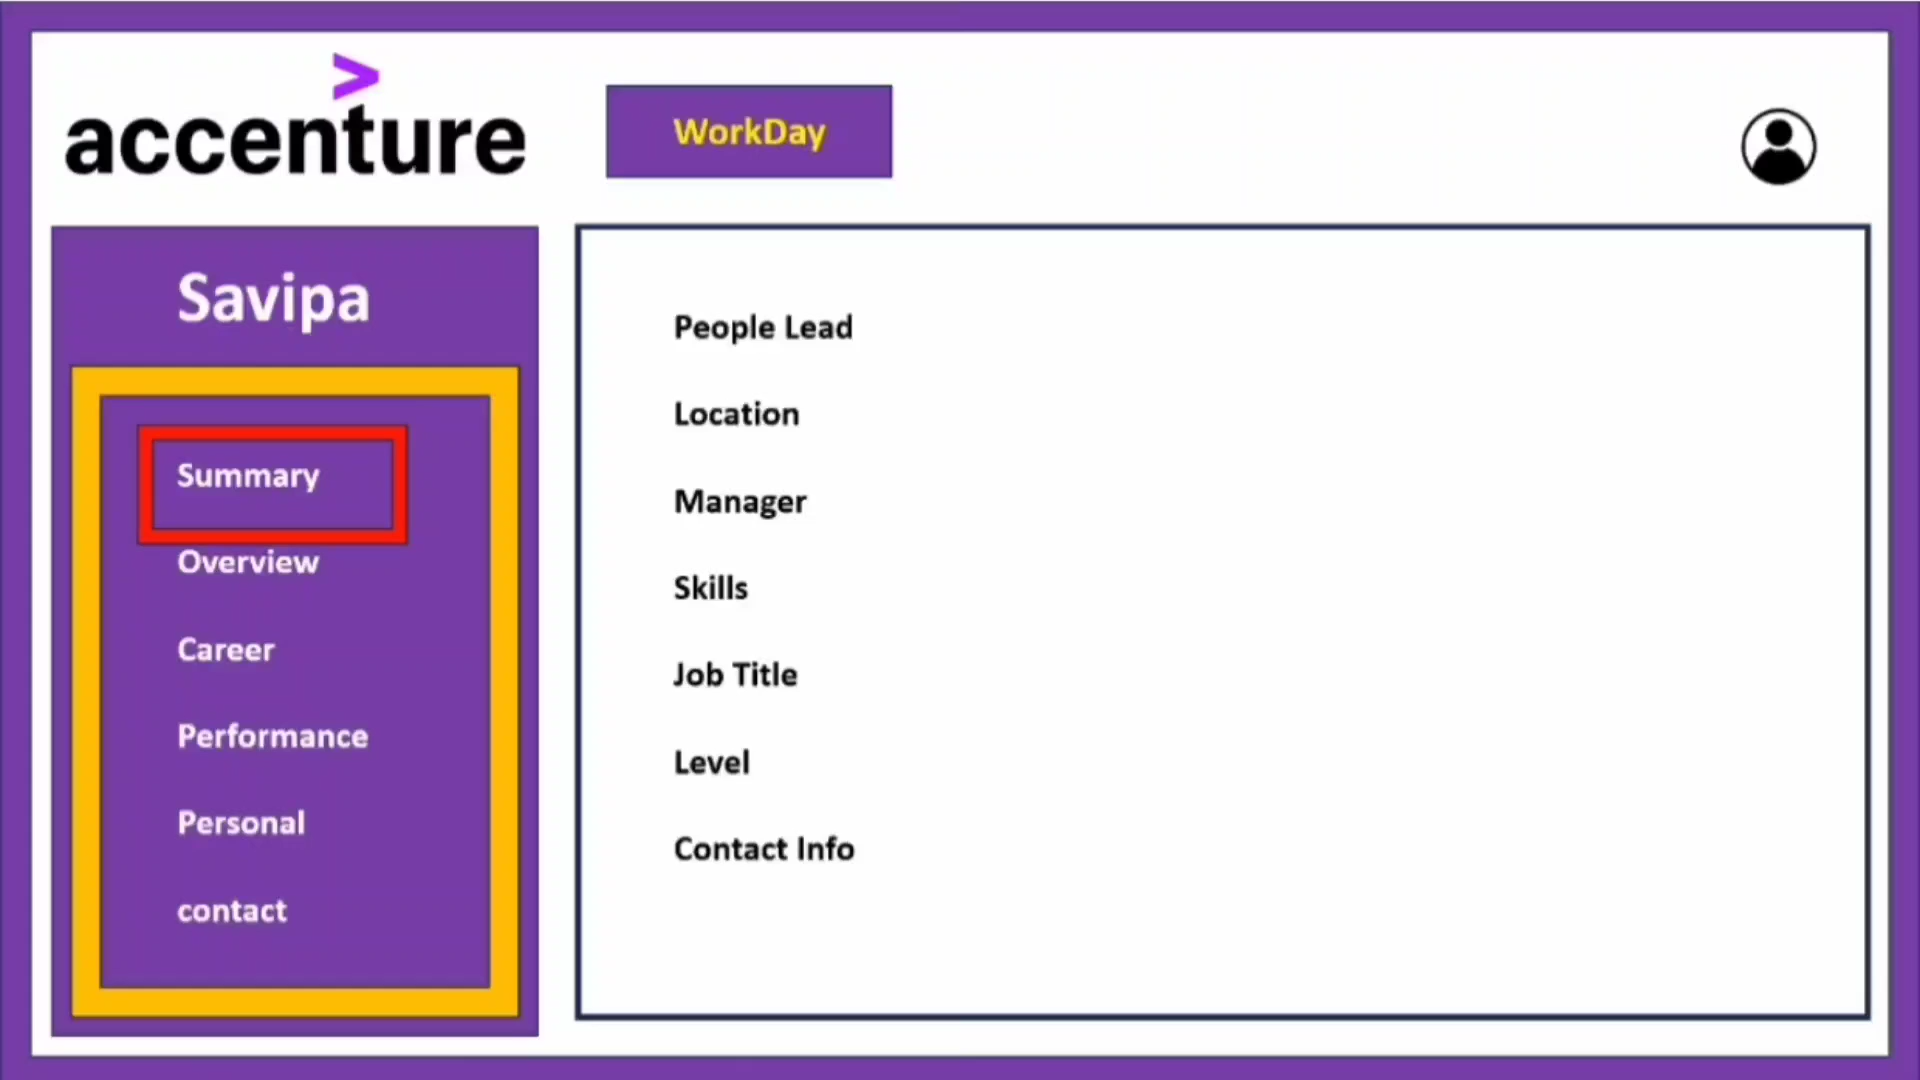 >
accenture
WorkDay
Savipa
Summary
Overview
Career
Performance
Personal
contact
People Lead
Location
Manager
Skills
Job Title
Level
Contact Info